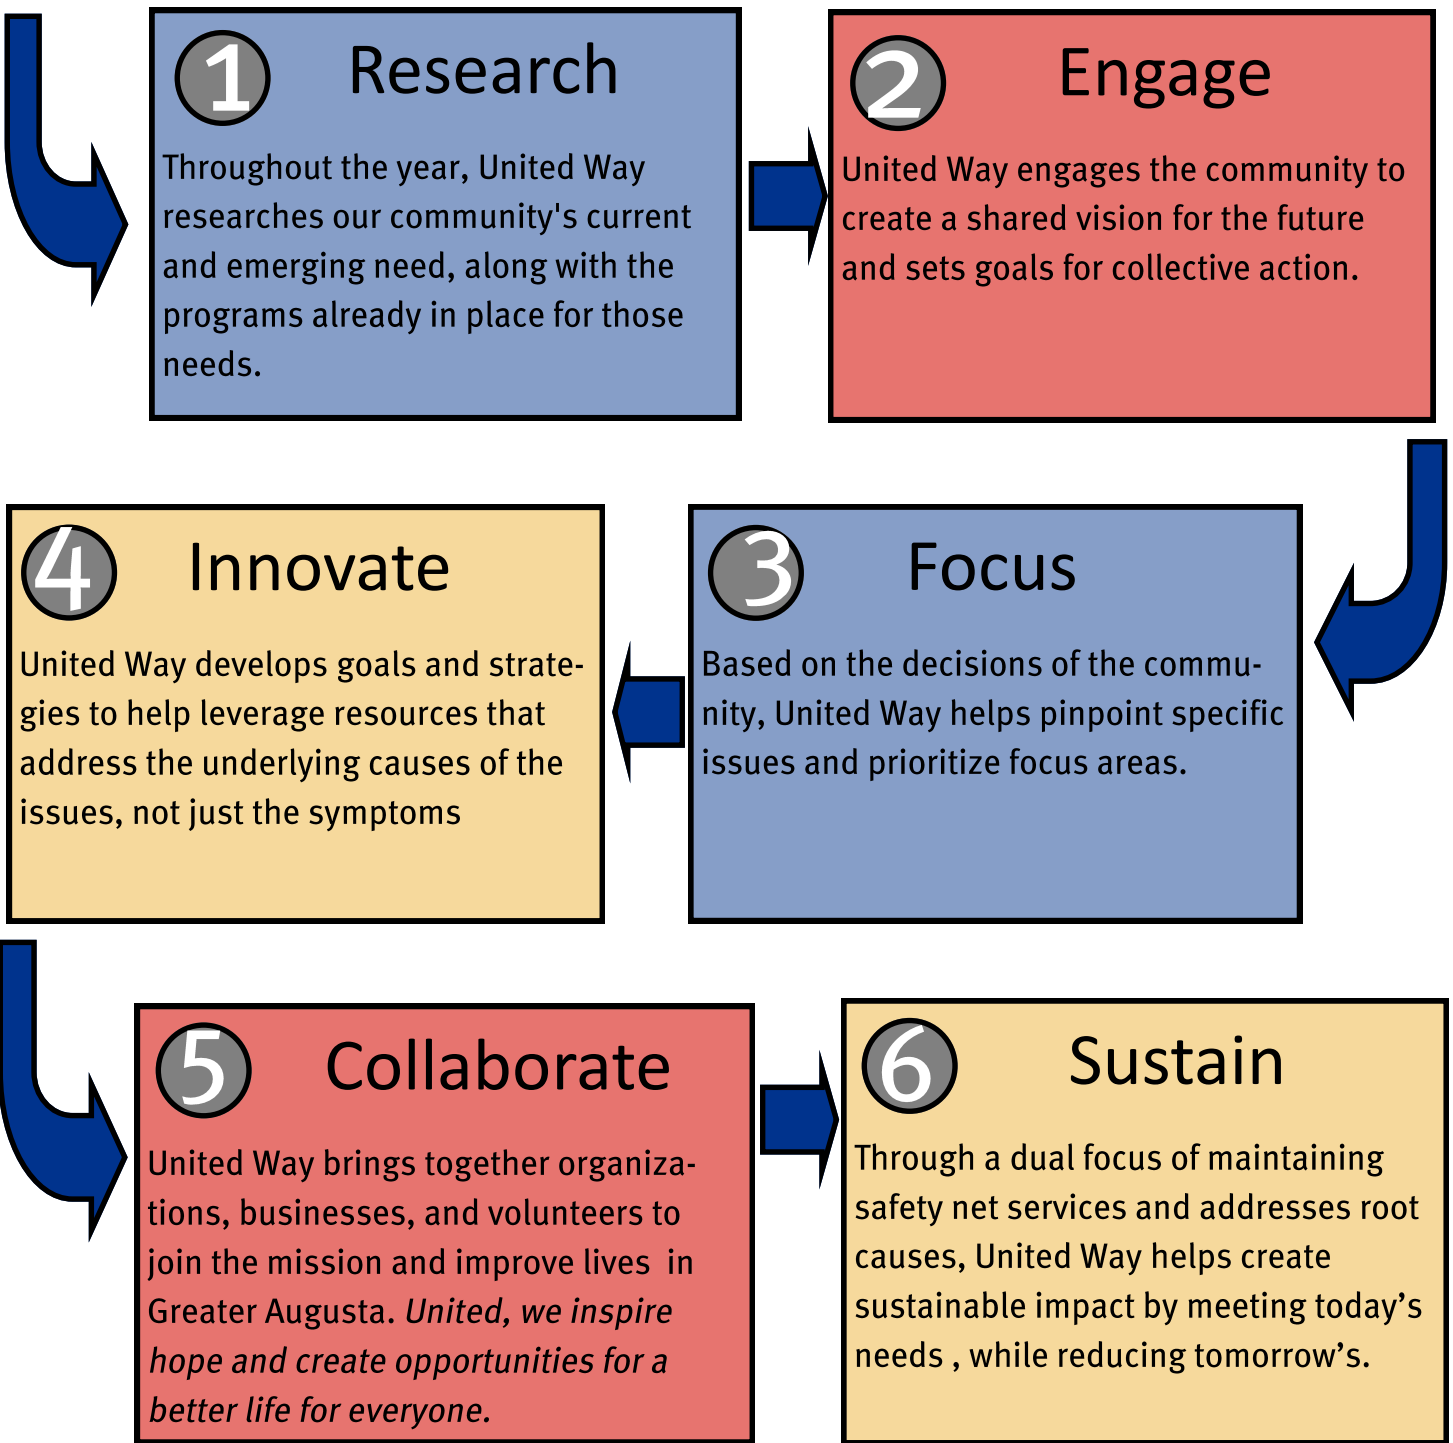 1 Research
Throughout the year, United Way
researches our community's current
and emerging need, along with the
programs already in place for those
needs.
2 Engage
United Way engages the community to
create a shared vision for the future
and sets goals for collective action.
3 Focus
Based on the decisions of the commu-
nity, United Way helps pinpoint specific
issues and prioritize focus areas.
4 Innovate
United Way develops goals and strate-
gies to help leverage resources that
address the underlying causes of the
issues, not just the symptoms
5 Collaborate
United Way brings together organiza-
tions, businesses, and volunteers to
join the mission and improve lives  in
Greater Augusta. United, we inspire
hope and create opportunities for a
better life for everyone.
6 Sustain
Through a dual focus of maintaining
safety net services and addresses root
causes, United Way helps create
sustainable impact by meeting today’s
needs , while reducing tomorrow’s.